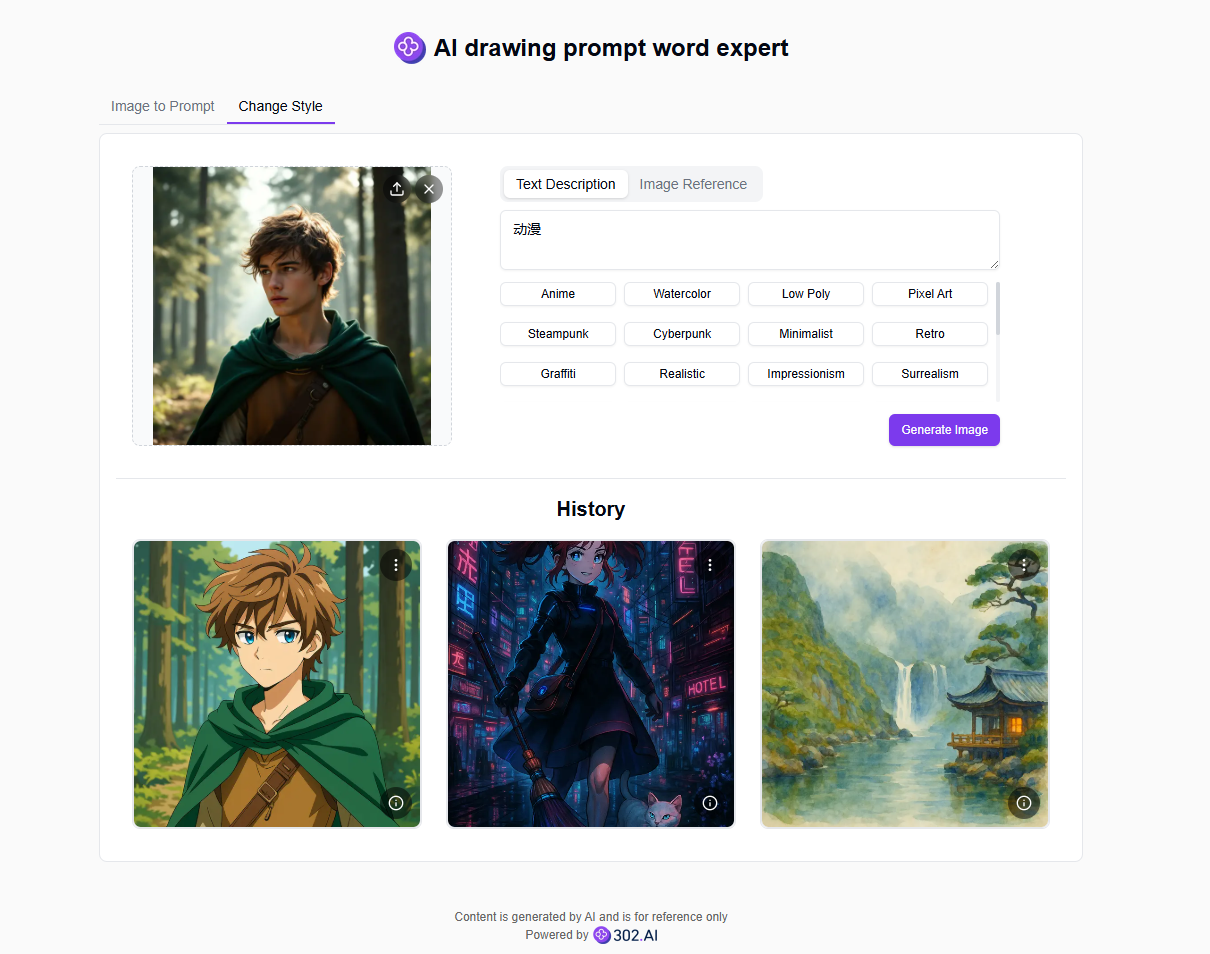 AI drawing prompt word expert
Image to Prompt
Change Style
Text Description
Image Reference
动漫
Anime
Watercolor
Low Poly
Pixel Art
Steampunk
Cyberpunk
Minimalist
Retro
Graffiti
Realistic
Impressionism
Surrealism
Generate Image
History
HOTEL
Content is generated by AI and is for reference only
Powered by 302.AI